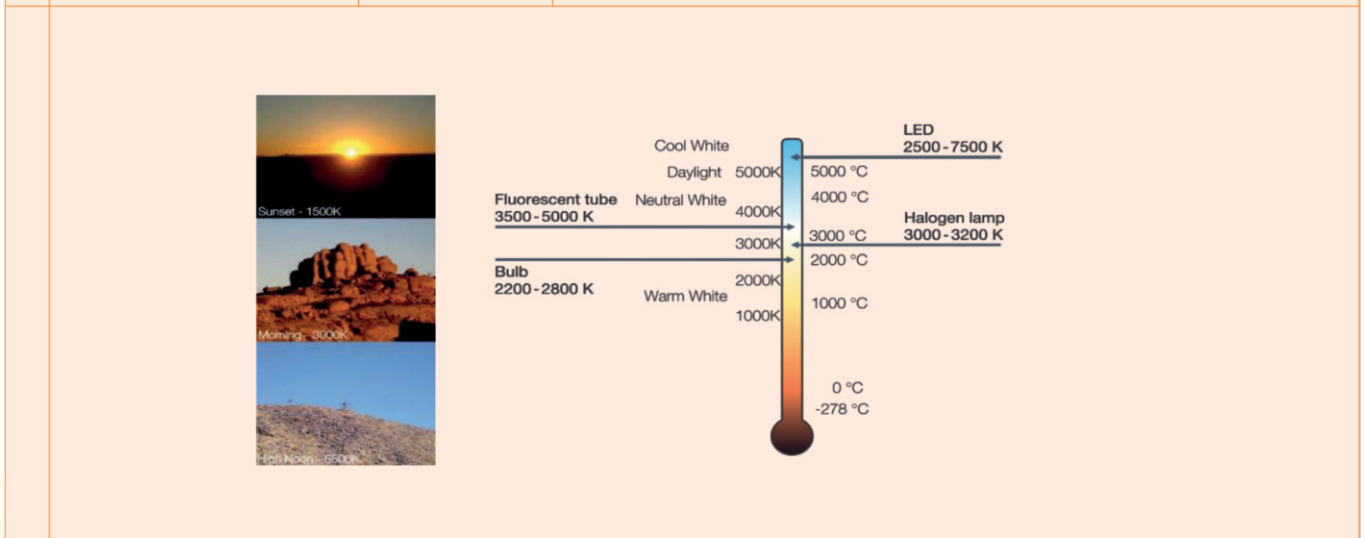 Sunset - 1500K
Morning - 3000K
High Noon - 5500K
Cool White
Daylight 5000K
Neutral White
4000K
3000K
2000K
Warm White
1000K
Fluorescent tube
3500-5000 K
Bulb
2200-2800 K
5000 °C
4000 °C
3000 °C
2000 °C
1000 °C
0 °C
-278 °C
LED
2500-7500 K
Halogen lamp
3000-3200 K